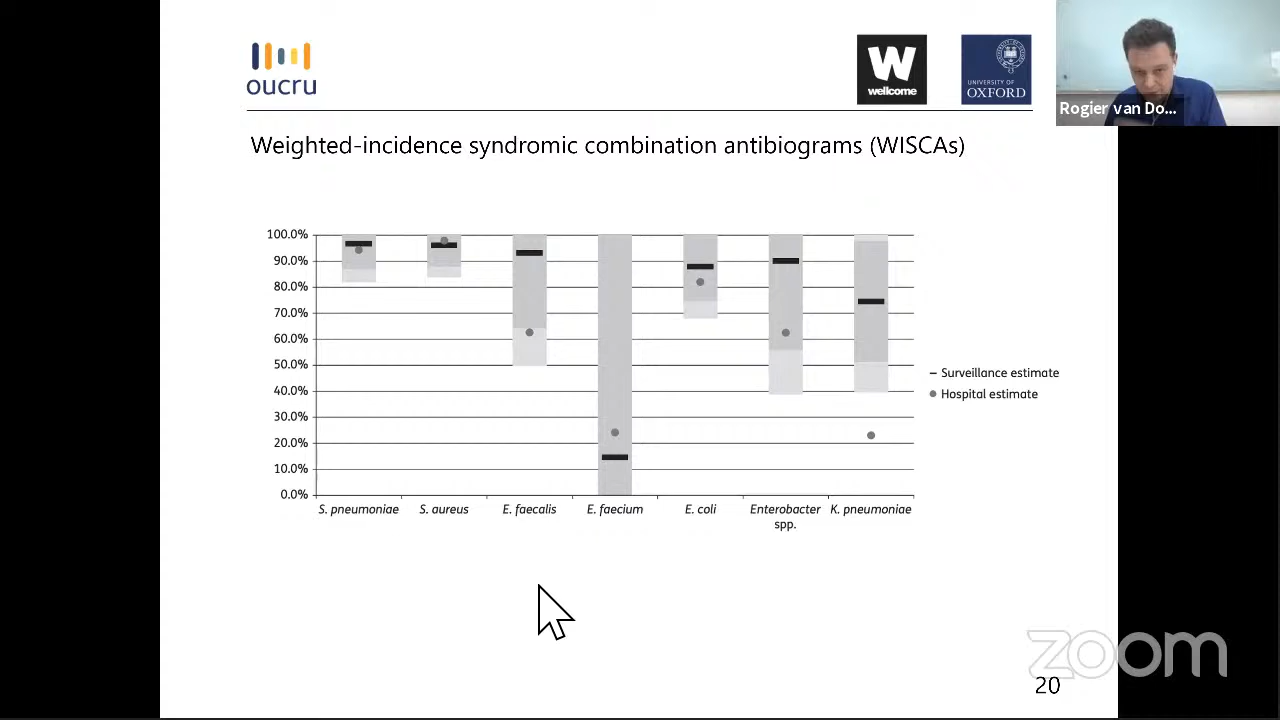 oucru
W
wellcome
UNIVERSITY OF
OXFORD
Rogier van Do...
Weighted-incidence syndromic combination antibiograms (WISCAs)
100.0%
90.0%
80.0%
70.0%
60.0%
50.0%
40.0%
30.0%
20.0%
10.0%
0.0%
S. pneumoniae
S. aureus
E. faecalis
E. faecium
E. coli
Enterobacter
spp.
K. pneumoniae
Surveillance estimate
Hospital estimate
zoom
20